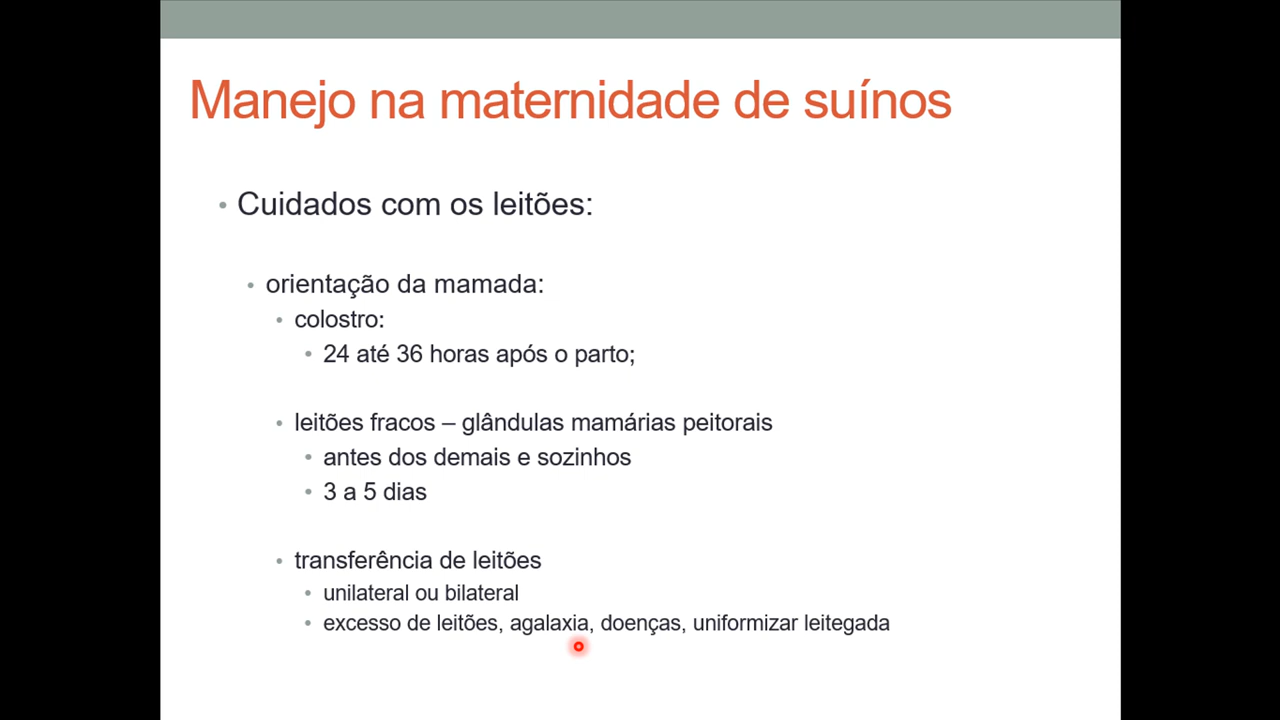 Manejo na maternidade de suínos
• Cuidados com os leitões:
• orientação da mamada:
• colostro:
• 24 até 36 horas após o parto;
• leitões fracos – glândulas mamárias peitorais
• antes dos demais e sozinhos
• 3 a 5 dias
• transferência de leitões
• unilateral ou bilateral
• excesso de leitões, agalaxia, doenças, uniformizar leitegada